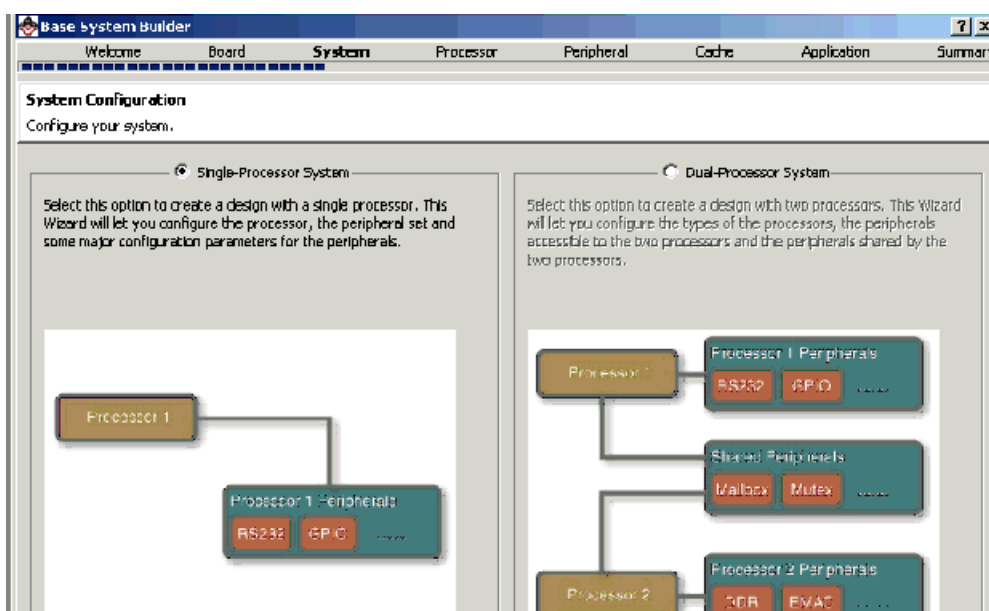 Base System Builder
Welcome Board System Processor Peripheral Cache Application Summar
System Configuration
Configure your system.
Single-Processor System
Select this option to create a design with a single processor. This
Wizard will let you configure the processor, the peripheral set and
some major configuration parameters for the peripherals.
Processor 1
Processor 1 Peripherals
RS232 GPIO ......
Dual-Processor System
Select this option to create a design with two processors. This Wizard
will let you configure the types of the processors, the peripherals
accessible to the two processors and the peripherals shared by the
two processors.
Processor 1
Processor 1 Peripherals
RS232 GPIO ......
Shared Peripherals
Mailbox Mutex ......
Processor 2
Processor 2 Peripherals
DDR EMAC ......